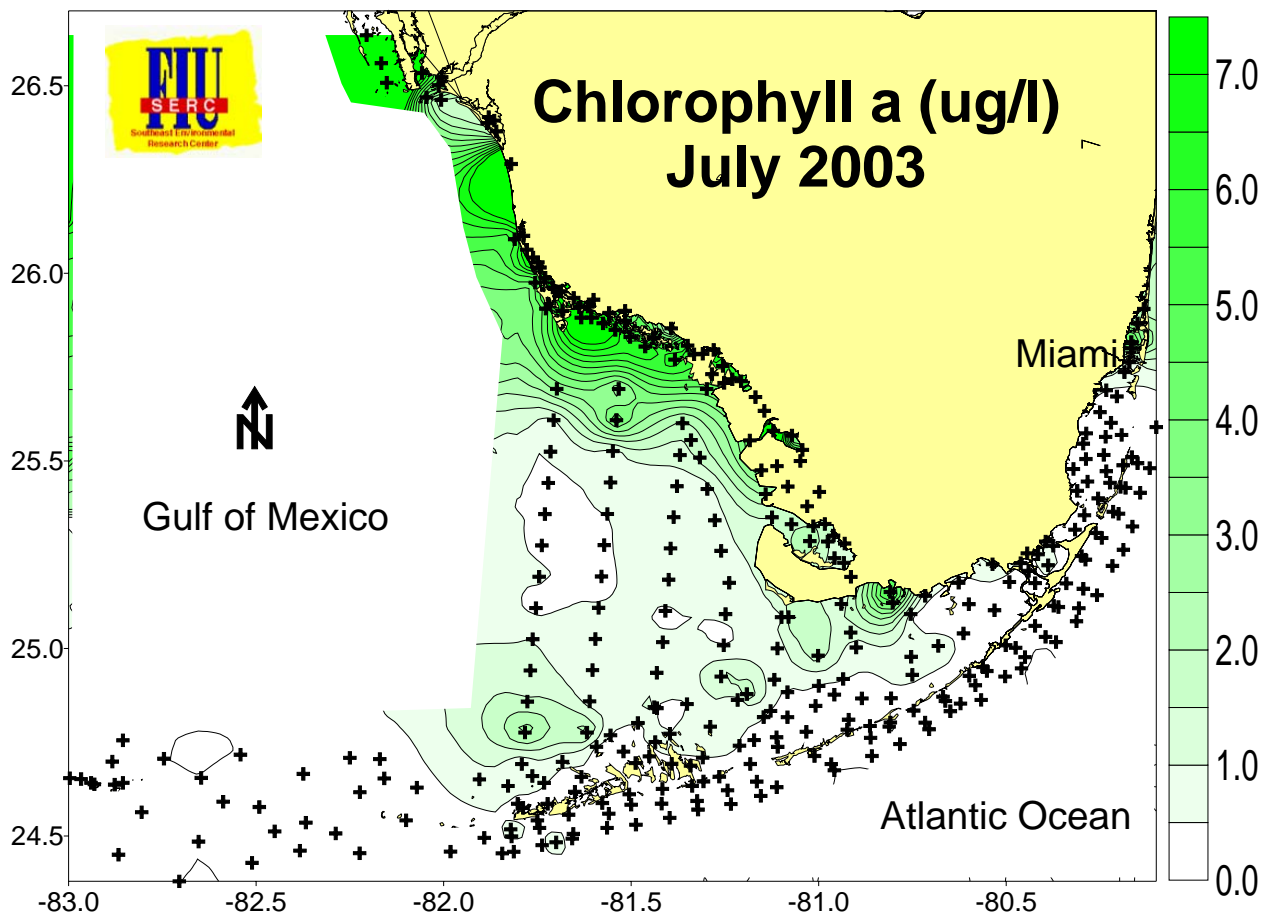 FIU
SERC
Southeast Environmental
Research Center
Chlorophyll a (ug/l)
July 2003
Miami
N
Gulf of Mexico
Atlantic Ocean
26.5
26.0
25.5
25.0
24.5
-83.0
-82.5
-82.0
-81.5
-81.0
-80.5
7.0
6.0
5.0
4.0
3.0
2.0
1.0
0.0